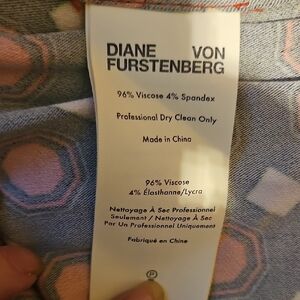 DIANE VON
FURSTENBERG
96% Viscose 4% Spandex
Professional Dry Clean Only
Made in China
96% Viscose
4% Élasthanne/Lycra
Nettoyage À Sec Professionnel
Seulement / Nettoyage À Sec
Par Un Professionnel Uniquement
Fabriqué en Chine
P